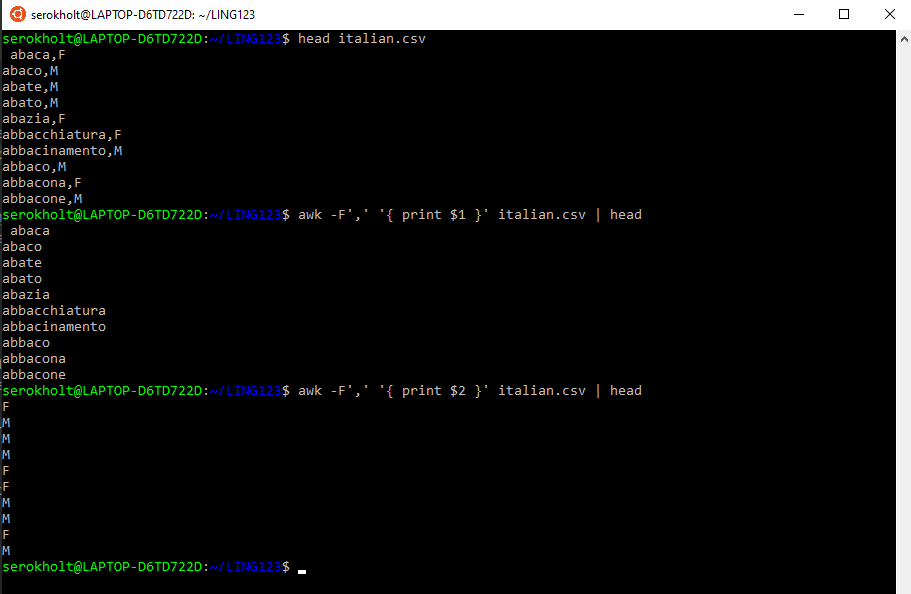 serokholt@LAPTOP-D6TD722D: ~/LING123
serokholt@LAPTOP-D6TD722D:~/LING123$ head italian.csv
 abaca,F
abaco,M
abate,M
abato,M
abazia,F
abbacchiatura,F
abbacinamento,M
abbaco,M
abbacona,F
abbacone,M
serokholt@LAPTOP-D6TD722D:~/LING123$ awk -F',' '{ print $1 }' italian.csv | head
 abaca
abaco
abate
abato
abazia
abbacchiatura
abbacinamento
abbaco
abbacona
abbacone
serokholt@LAPTOP-D6TD722D:~/LING123$ awk -F',' '{ print $2 }' italian.csv | head
F
M
M
M
F
F
M
M
F
M
serokholt@LAPTOP-D6TD722D:~/LING123$